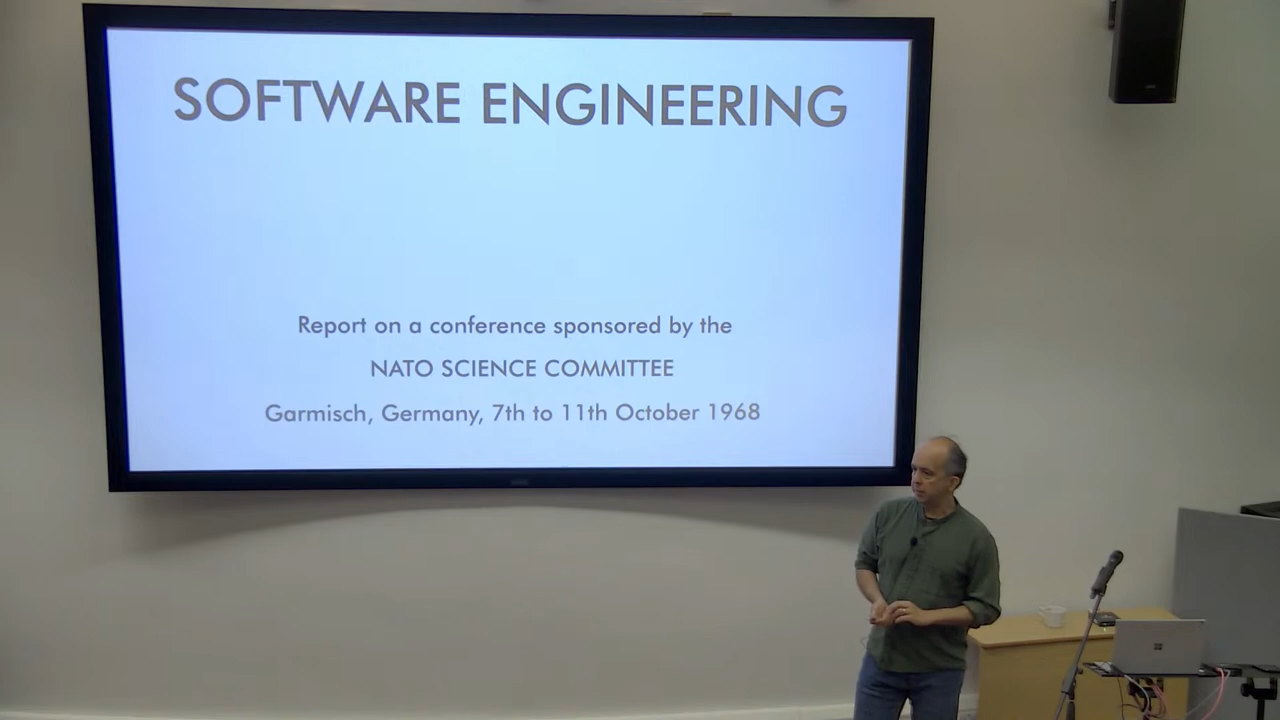 SOFTWARE ENGINEERING
Report on a conference sponsored by the
NATO SCIENCE COMMITTEE
Garmisch, Germany, 7th to 11th October 1968